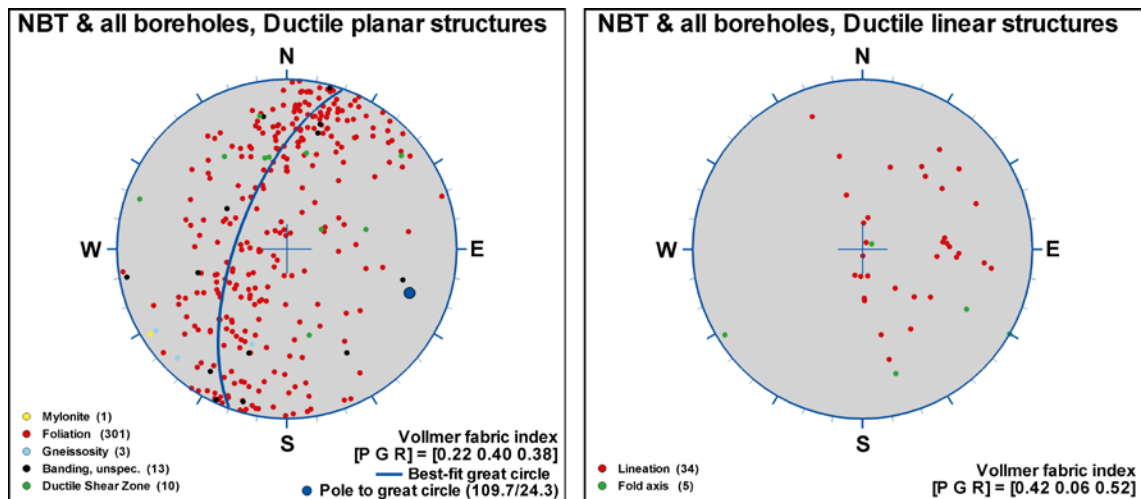 NBT & all boreholes, Ductile planar structures
N
W
E
S
Mylonite (1)
Foliation (301)
Gneissosity (3)
Banding, unspec. (13)
Ductile Shear Zone (10)
Vollmer fabric index
[P G R] = [0.22 0.40 0.38]
Best-fit great circle
Pole to great circle (109.7/24.3)
NBT & all boreholes, Ductile linear structures
N
W
E
S
Lineation (34)
Fold axis (5)
Vollmer fabric index
[P G R] = [0.42 0.06 0.52]